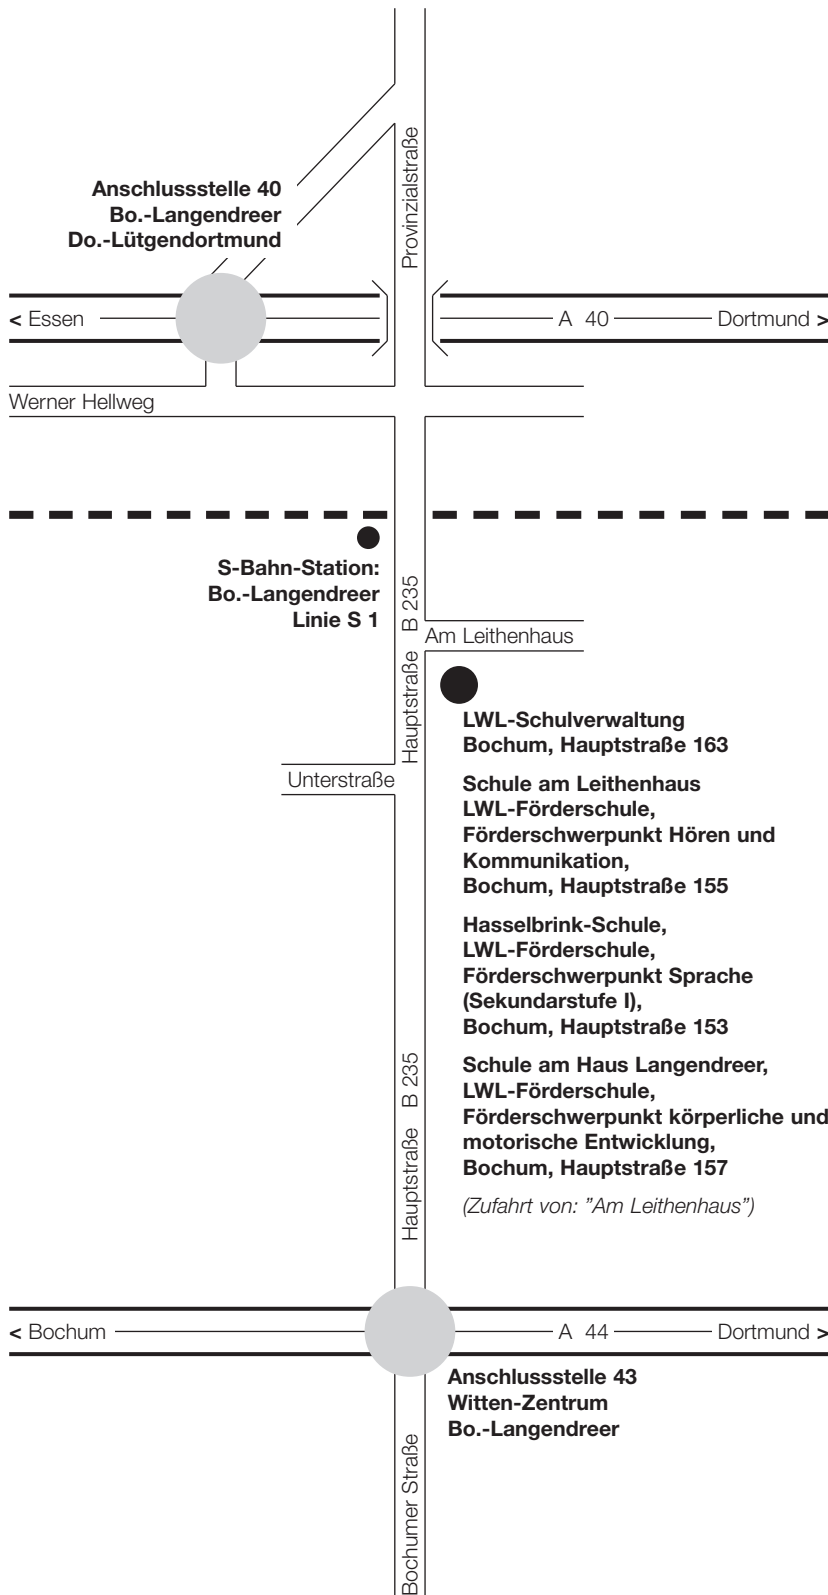 Provinzialstraße
Anschlussstelle 40
Bo.-Langendreer
Do.-Lütgendortmund
< Essen
A 40
Dortmund >
Werner Hellweg
S-Bahn-Station:
Bo.-Langendreer
Linie S 1
Hauptstraße B 235
Am Leithenhaus
LWL-Schulverwaltung
Bochum, Hauptstraße 163
Unterstraße
Schule am Leithenhaus
LWL-Förderschule,
Förderschwerpunkt Hören und
Kommunikation,
Bochum, Hauptstraße 155
Hasselbrink-Schule,
LWL-Förderschule,
Förderschwerpunkt Sprache
(Sekundarstufe I),
Bochum, Hauptstraße 153
Schule am Haus Langendreer,
LWL-Förderschule,
Förderschwerpunkt körperliche und
motorische Entwicklung,
Bochum, Hauptstraße 157
(Zufahrt von: ”Am Leithenhaus”)
Hauptstraße B 235
< Bochum
A 44
Dortmund >
Anschlussstelle 43
Witten-Zentrum
Bo.-Langendreer
Bochumer Straße